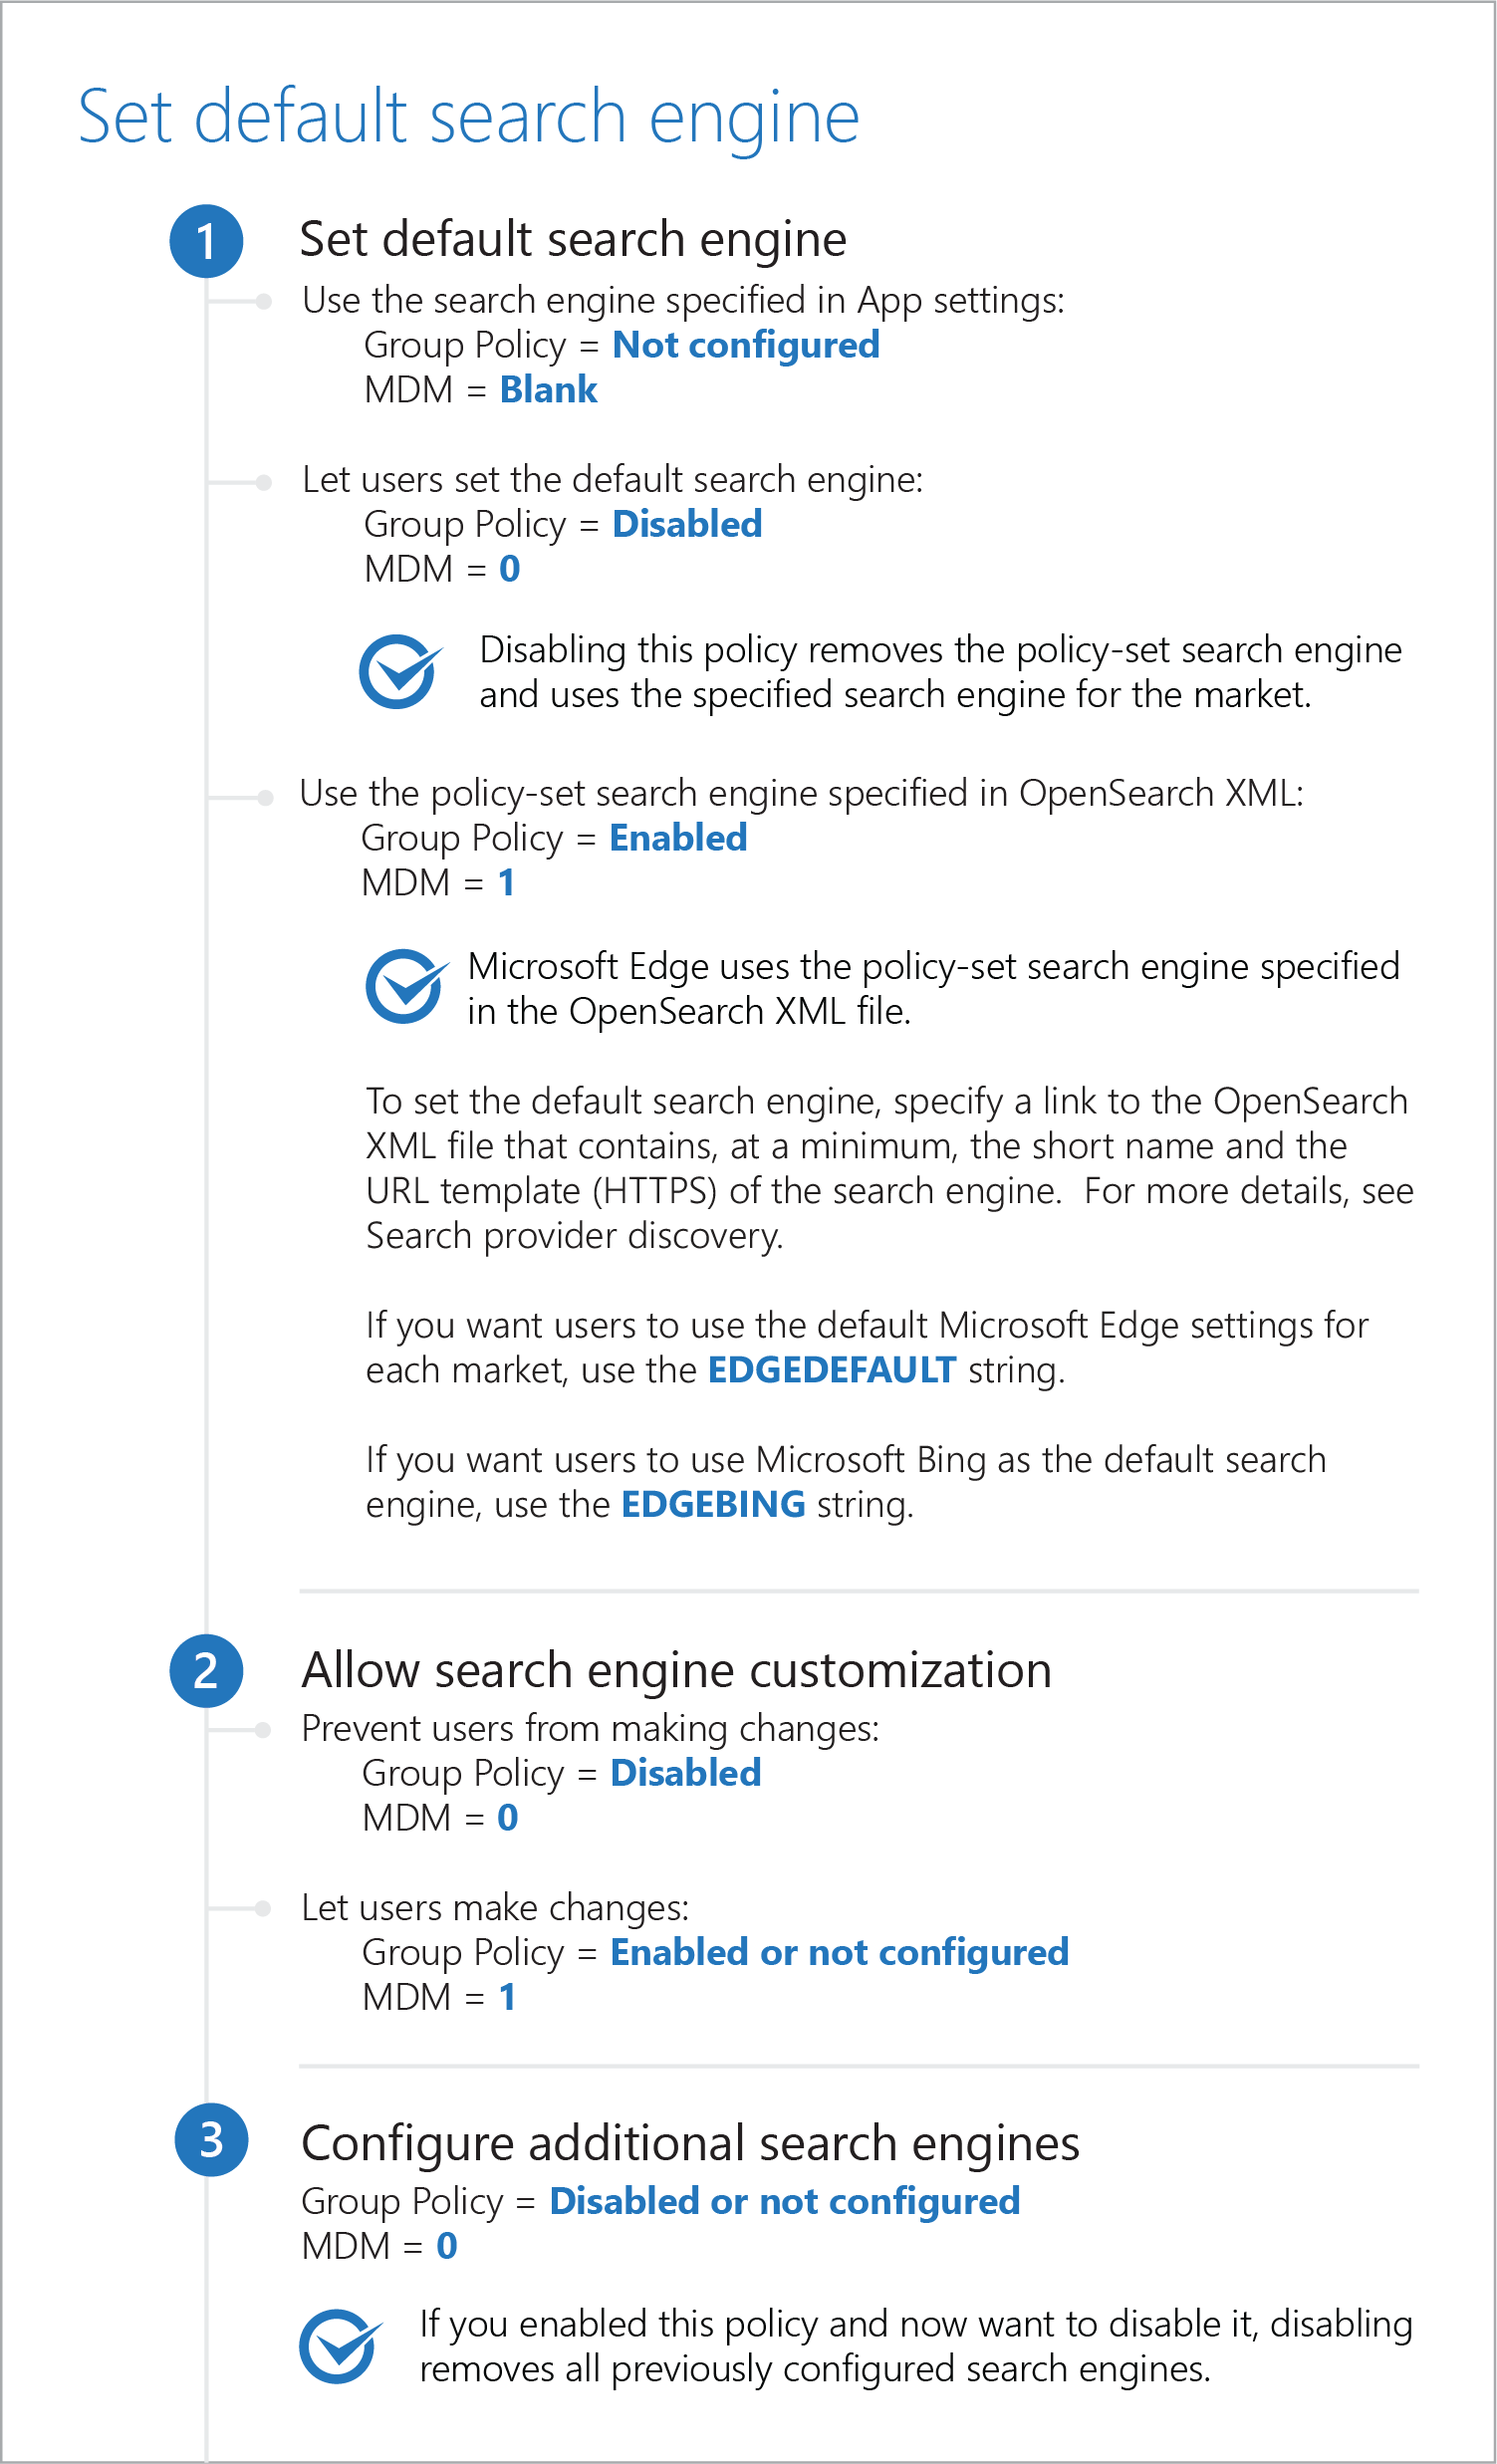 Set default search engine
1
Set default search engine
Use the search engine specified in App settings:
Group Policy = Not configured
MDM = Blank
Let users set the default search engine:
Group Policy = Disabled
MDM = 0
Disabling this policy removes the policy-set search engine
and uses the specified search engine for the market.
Use the policy-set search engine specified in OpenSearch XML:
Group Policy = Enabled
MDM = 1
Microsoft Edge uses the policy-set search engine specified
in the OpenSearch XML file.
To set the default search engine, specify a link to the OpenSearch
XML file that contains, at a minimum, the short name and the
URL template (HTTPS) of the search engine.  For more details, see
Search provider discovery.
If you want users to use the default Microsoft Edge settings for
each market, use the EDGEDEFAULT string.
If you want users to use Microsoft Bing as the default search
engine, use the EDGEBING string.
2
Allow search engine customization
Prevent users from making changes:
Group Policy = Disabled
MDM = 0
Let users make changes:
Group Policy = Enabled or not configured
MDM = 1
3
Configure additional search engines
Group Policy = Disabled or not configured
MDM = 0
If you enabled this policy and now want to disable it, disabling
removes all previously configured search engines.